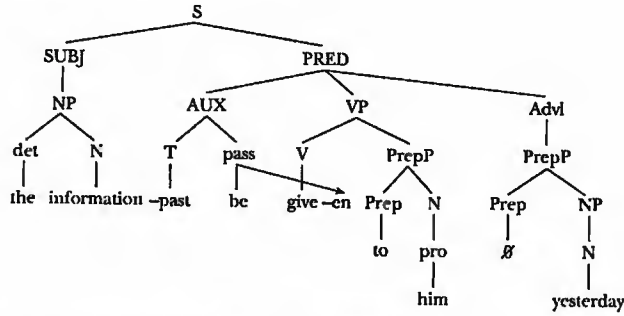 S
SUBJ PRED
NP AUX VP Advl
det N T pass V PrepP PrepP
the information –past be give –en Prep N Prep NP
to pro Ø N
him yesterday